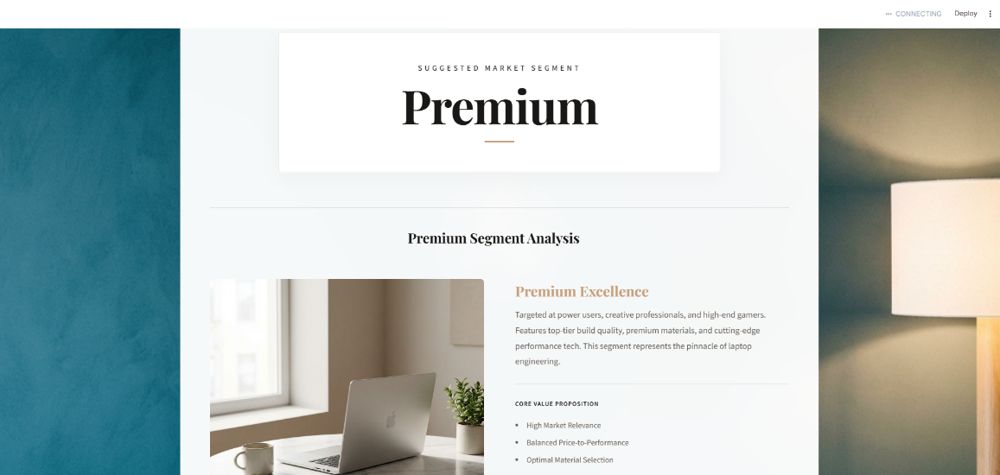 CONNECTING Deploy
SUGGESTED MARKET SEGMENT
Premium
Premium Segment Analysis
Premium Excellence
Targeted at power users, creative professionals, and high-end gamers.
Features top-tier build quality, premium materials, and cutting-edge
performance tech. This segment represents the pinnacle of laptop
engineering.
CORE VALUE PROPOSITION
• High Market Relevance
• Balanced Price-to-Performance
• Optimal Material Selection